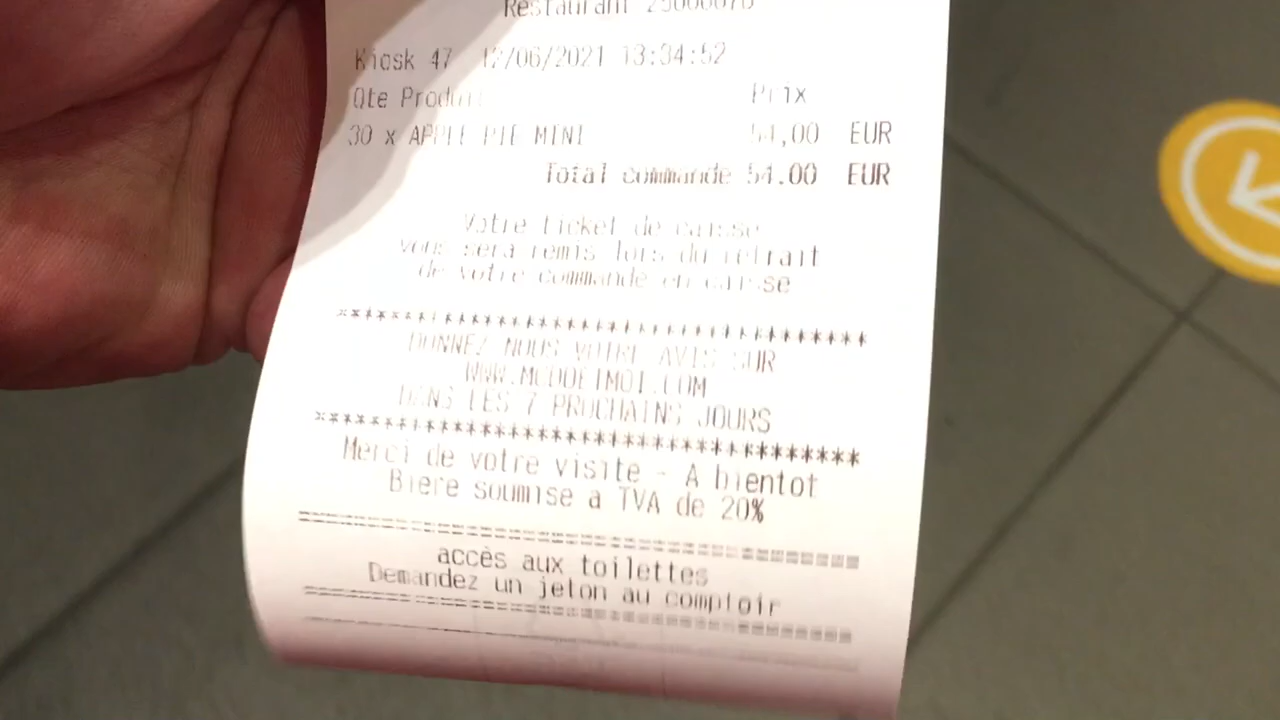 Restaurant
Kiosk 47 12/06/2021 13:34:52
Qte Produit Prix
30 x APPLE PIE MINI 54,00 EUR
Total commande 54.00 EUR
Votre ticket de caisse
vous sera remis lors du retrait
de votre commande en caisse
**************************************
DONNEZ NOUS VOTRE AVIS SUR
WWW.MCDOETMOI.COM
DANS LES 7 PROCHAINS JOURS
**************************************
Merci de votre visite - A bientot
Biere soumise a TVA de 20%
======================================
accès aux toilettes
Demandez un jeton au comptoir
======================================